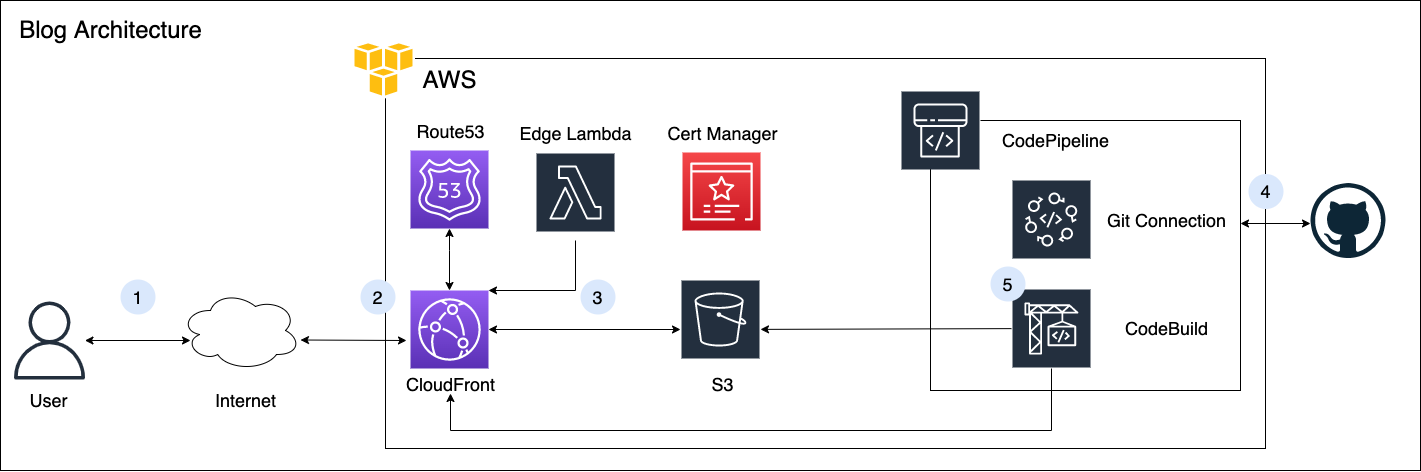 Blog Architecture
AWS
Route53
Edge Lambda
Cert Manager
CodePipeline
53
4
Git Connection
1
2
3
5
CodeBuild
CloudFront
S3
User
Internet